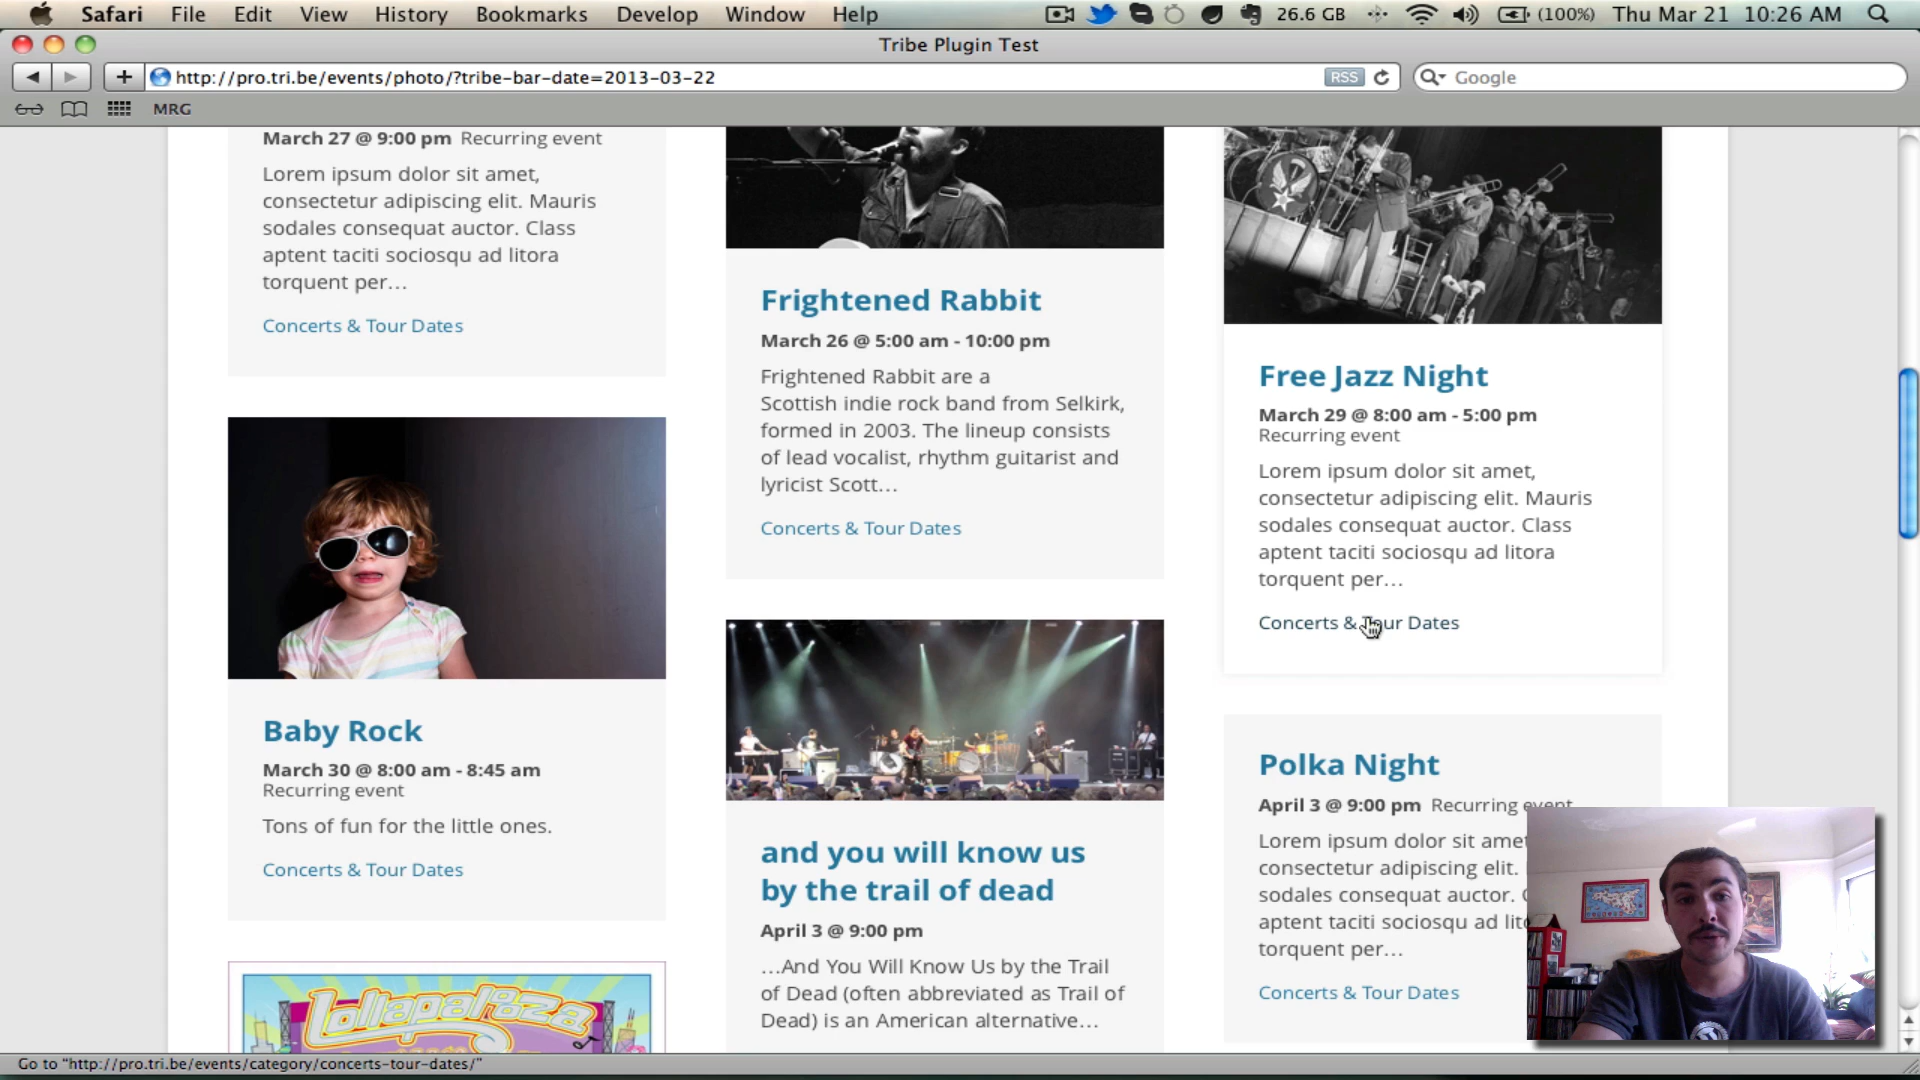 Safari File Edit View History Bookmarks Develop Window Help 26.6 GB (100%) Thu Mar 21 10:26 AM
Tribe Plugin Test
http://pro.tri.be/events/photo/?tribe-bar-date=2013-03-22 RSS Google
MRG
March 27 @ 9:00 pm Recurring event
Lorem ipsum dolor sit amet,
consectetur adipiscing elit. Mauris
sodales consequat auctor. Class
aptent taciti sociosqu ad litora
torquent per...
Concerts & Tour Dates
Baby Rock
March 30 @ 8:00 am - 8:45 am
Recurring event
Tons of fun for the little ones.
Concerts & Tour Dates
Lollapalooza
Frightened Rabbit
March 26 @ 5:00 am - 10:00 pm
Frightened Rabbit are a
Scottish indie rock band from Selkirk,
formed in 2003. The lineup consists
of lead vocalist, rhythm guitarist and
lyricist Scott...
Concerts & Tour Dates
and you will know us
by the trail of dead
April 3 @ 9:00 pm
...And You Will Know Us by the Trail
of Dead (often abbreviated as Trail of
Dead) is an American alternative...
Free Jazz Night
March 29 @ 8:00 am - 5:00 pm
Recurring event
Lorem ipsum dolor sit amet,
consectetur adipiscing elit. Mauris
sodales consequat auctor. Class
aptent taciti sociosqu ad litora
torquent per...
Concerts & Tour Dates
Polka Night
April 3 @ 9:00 pm Recurring event
Lorem ipsum dolor sit amet
consectetur adipiscing elit.
sodales consequat auctor.
aptent taciti sociosqu ad
torquent per...
Concerts & Tour Dates
Go to "http://pro.tri.be/events/category/concerts-tour-dates/"